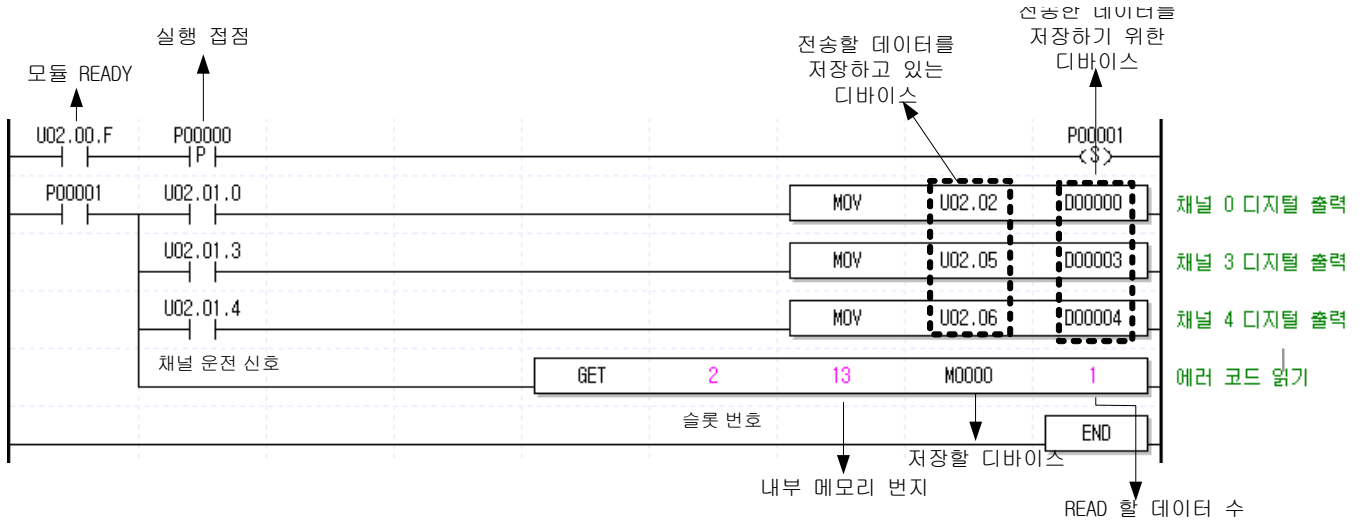 전송한 데이터를
저장하기 위한
디바이스
실행 접점
전송할 데이터를
저장하고 있는
디바이스
모듈 READY
U02.00.F P00000 P00001
P S
P00001 U02.01.0
MOV U02.02 D00000 채널 0 디지털 출력
U02.01.3
MOV U02.05 D00003 채널 3 디지털 출력
U02.01.4
MOV U02.06 D00004 채널 4 디지털 출력
채널 운전 신호
GET 2 13 M0000 1 에러 코드 읽기
슬롯 번호
END
저장할 디바이스
내부 메모리 번지
READ 할 데이터 수